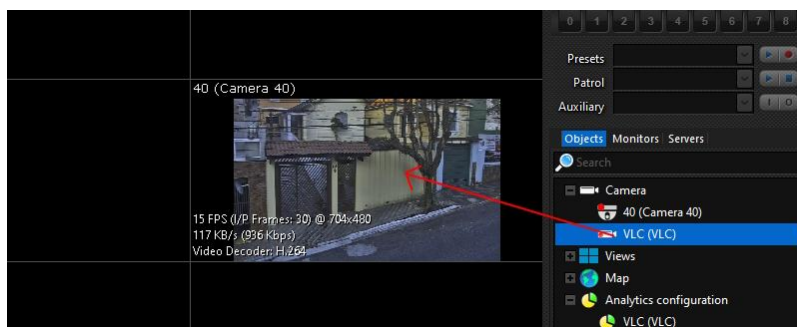 0 1 2 3 4 5 6 7 8
Presets
Patrol
Auxiliary
I O
Objects Monitors Servers
Search
Camera
40 (Camera 40)
VLC (VLC)
Views
Map
Analytics configuration
VLC (VLC)
40 (Camera 40)
15 FPS (I/P Frames: 30) @ 704x480
117 KB/s (936 Kbps)
Video Decoder: H.264